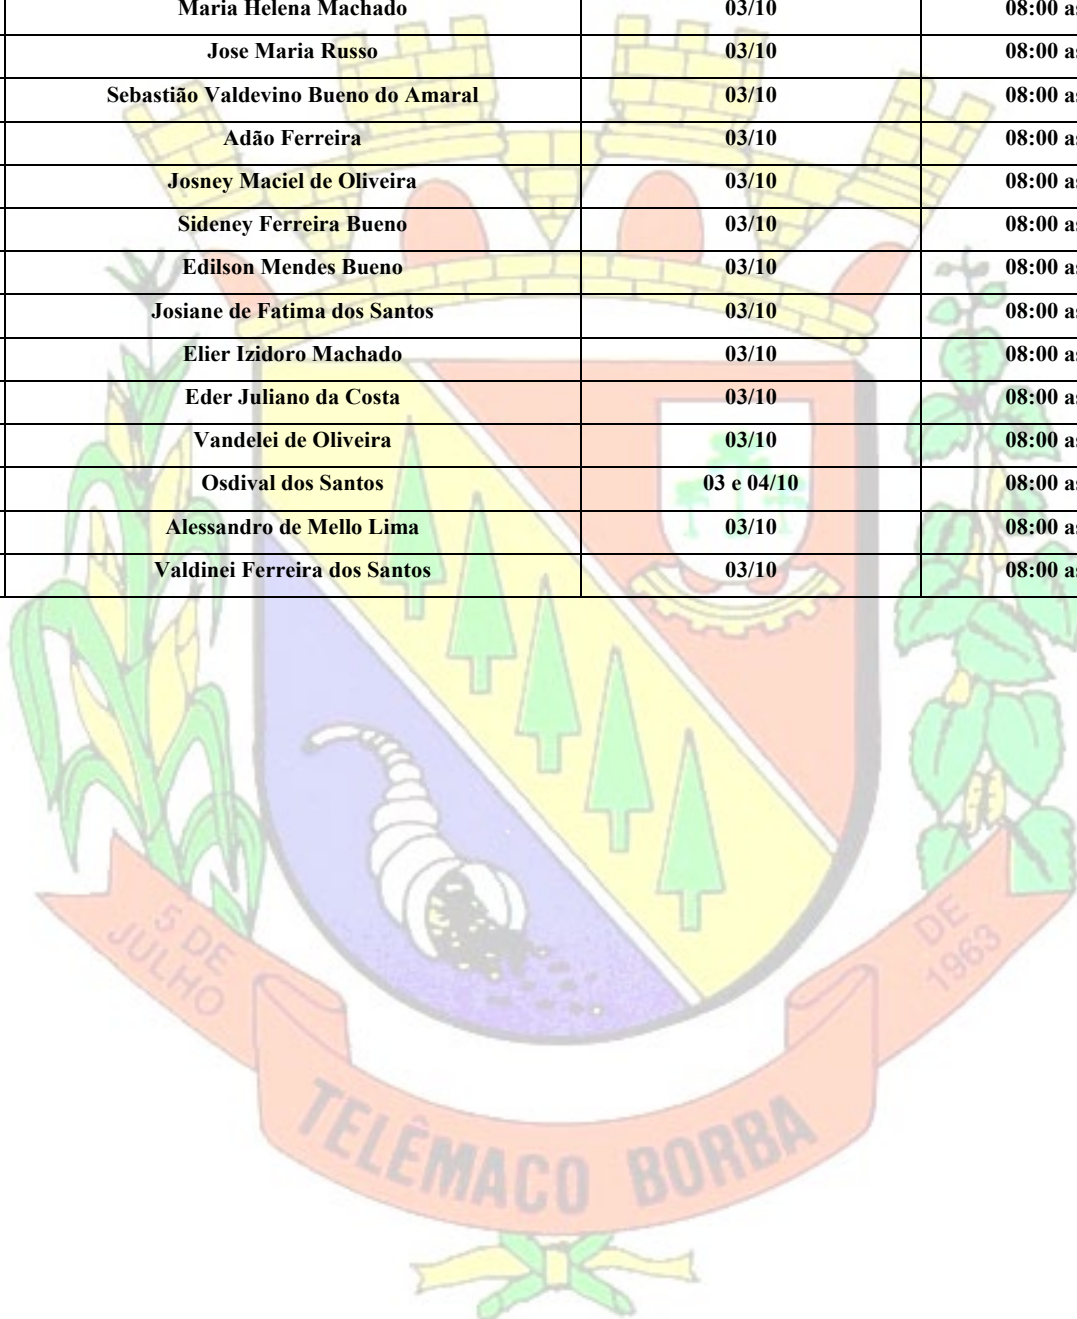 Maria Helena Machado 03/10 08:00 as
Jose Maria Russo 03/10 08:00 as
Sebastião Valdevino Bueno do Amaral 03/10 08:00 as
Adão Ferreira 03/10 08:00 as
Josney Maciel de Oliveira 03/10 08:00 as
Sideney Ferreira Bueno 03/10 08:00 as
Edilson Mendes Bueno 03/10 08:00 as
Josiane de Fatima dos Santos 03/10 08:00 as
Elier Izidoro Machado 03/10 08:00 as
Eder Juliano da Costa 03/10 08:00 as
Vandelei de Oliveira 03/10 08:00 as
Osdival dos Santos 03 e 04/10 08:00 as
Alessandro de Mello Lima 03/10 08:00 as
Valdinei Ferreira dos Santos 03/10 08:00 as
5 DE
JULHO
DE
1963
TELÊMACO BORBA